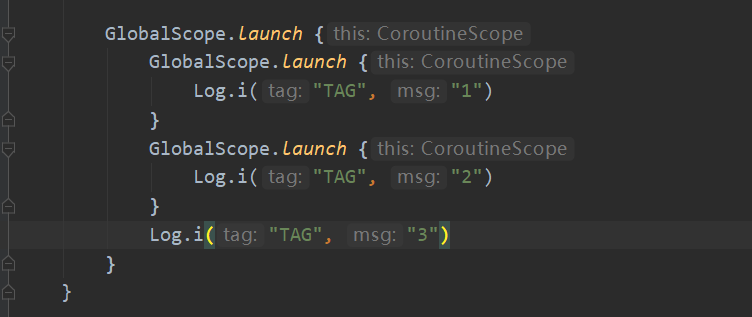 GlobalScope.launch { this: CoroutineScope
GlobalScope.launch { this: CoroutineScope
Log.i( tag: "TAG", msg: "1")
}
GlobalScope.launch { this: CoroutineScope
Log.i( tag: "TAG", msg: "2")
}
Log.i( tag: "TAG", msg: "3")
}
}